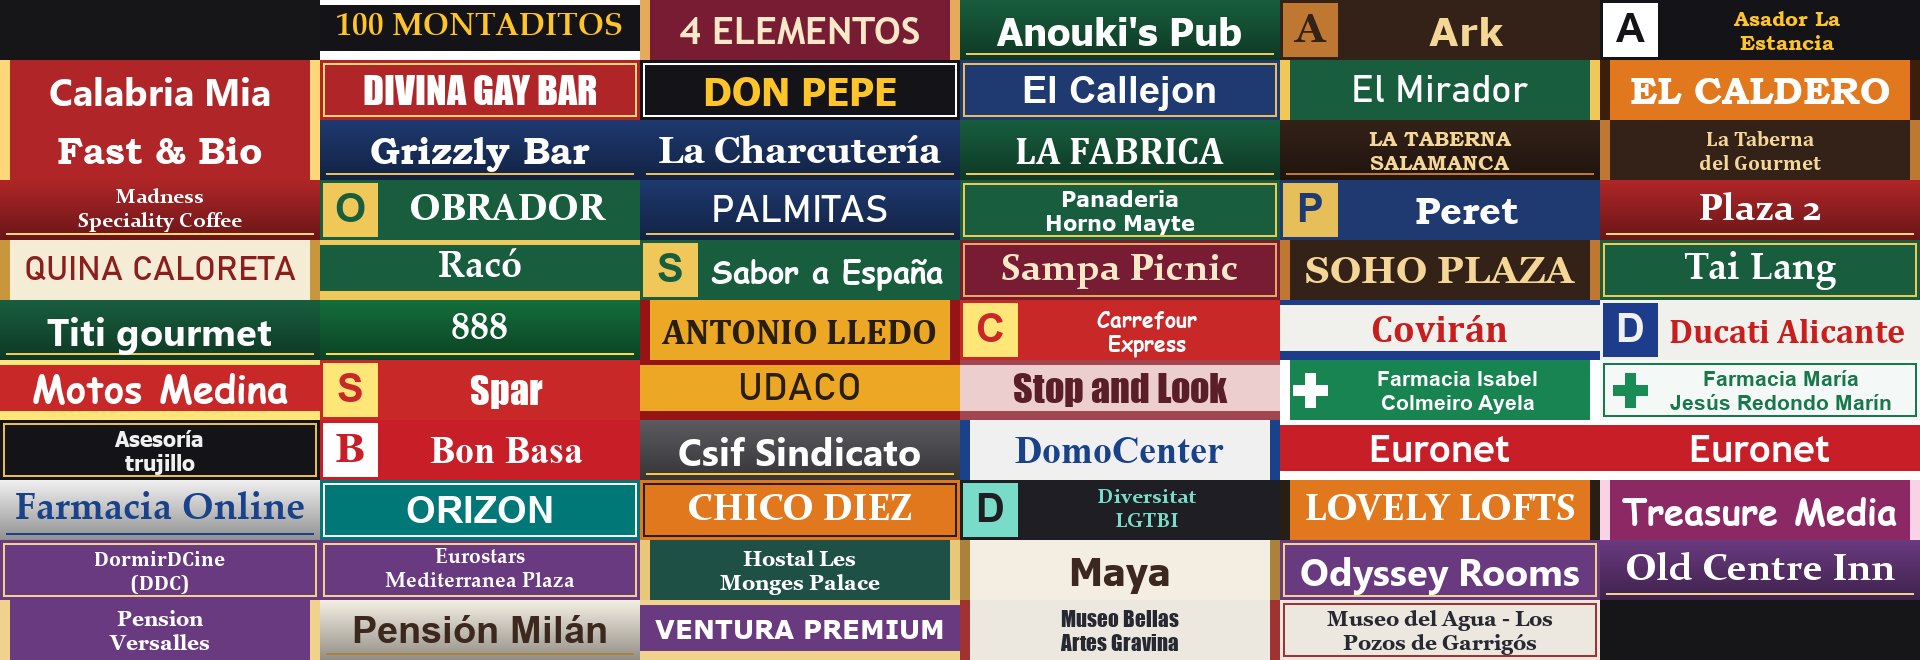 100 MONTADITOS
4 ELEMENTOS
Anouki's Pub
A
Ark
A
Asador La
Estancia
Calabria Mia
DIVINA GAY BAR
DON PEPE
El Callejon
El Mirador
EL CALDERO
Fast & Bio
Grizzly Bar
La Charcutería
LA FABRICA
LA TABERNA
SALAMANCA
La Taberna
del Gourmet
Madness
Speciality Coffee
O
OBRADOR
PALMITAS
Panaderia
Horno Mayte
P
Peret
Plaza 2
QUINA CALORETA
Racó
S
Sabor a España
Sampa Picnic
SOHO PLAZA
Tai Lang
Titi gourmet
888
ANTONIO LLEDO
C
Carrefour
Express
Covirán
D
Ducati Alicante
Motos Medina
S
Spar
UDACO
Stop and Look
Farmacia Isabel
Colmeiro Ayela
Farmacia María
Jesús Redondo Marín
Asesoría
trujillo
B
Bon Basa
Csif Sindicato
DomoCenter
Euronet
Euronet
Farmacia Online
ORIZON
CHICO DIEZ
D
Diversitat
LGTBI
LOVELY LOFTS
Treasure Media
DormirDCine
(DDC)
Eurostars
Mediterranea Plaza
Hostal Les
Monges Palace
Maya
Odyssey Rooms
Old Centre Inn
Pension
Versalles
Pensión Milán
VENTURA PREMIUM
Museo Bellas
Artes Gravina
Museo del Agua - Los
Pozos de Garrigós